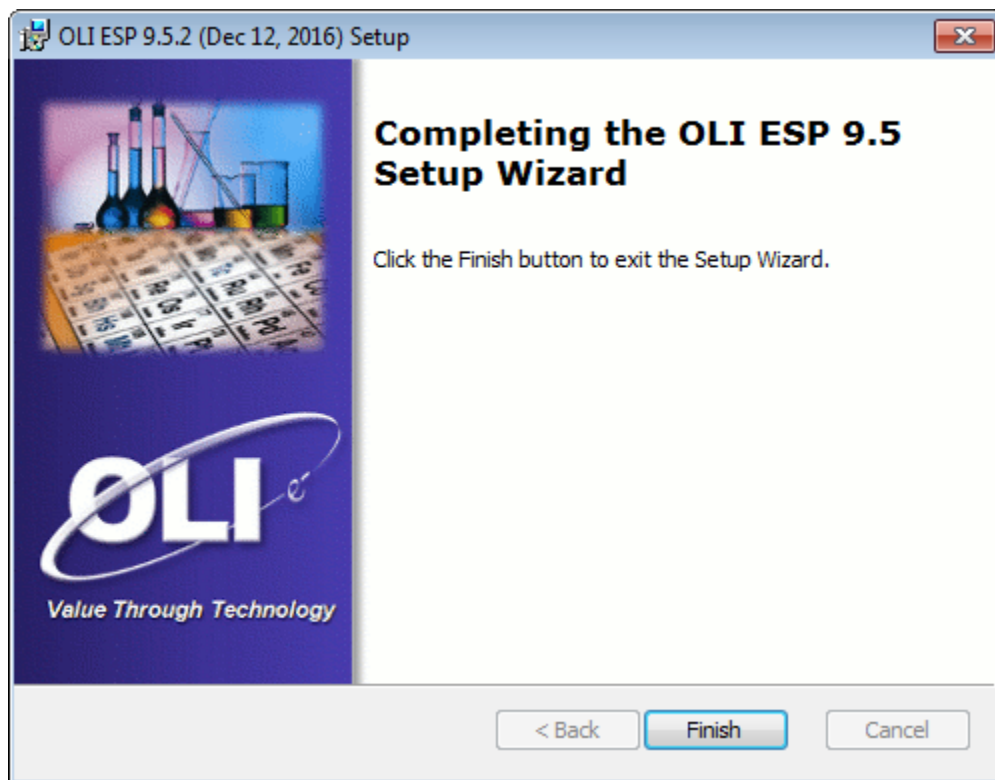 OLI ESP 9.5.2 (Dec 12, 2016) Setup
Completing the OLI ESP 9.5
Setup Wizard
Click the Finish button to exit the Setup Wizard.
OLI e-
Value Through Technology
< Back
Finish
Cancel